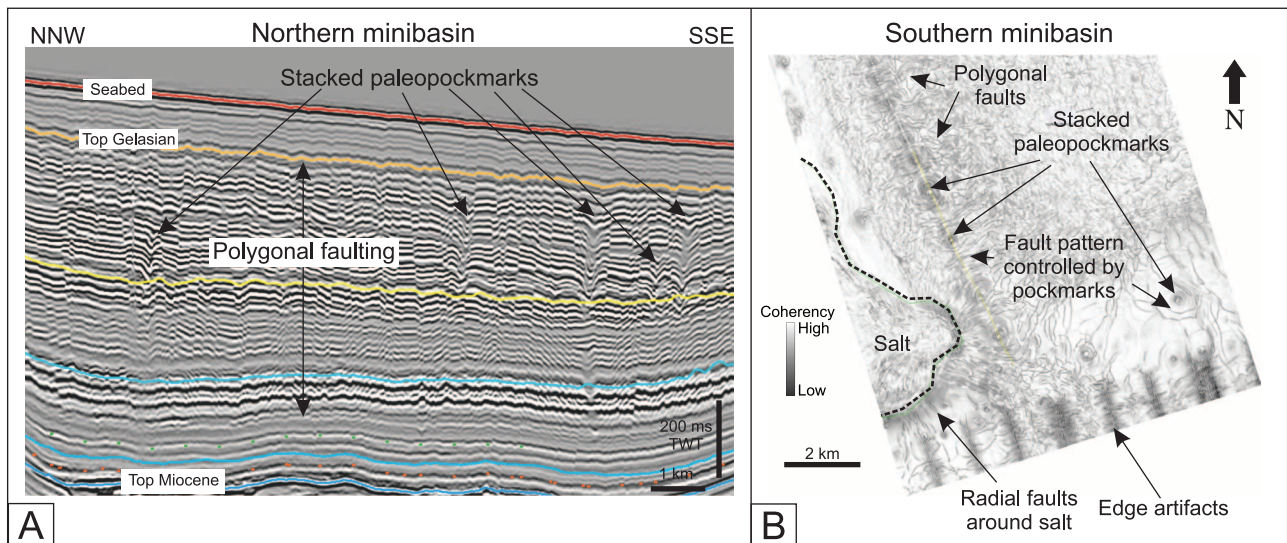 NNW
Northern minibasin
SSE
Stacked paleopockmarks
Seabed
Top Gelasian
Polygonal faulting
200 ms
TWT
1 km
Top Miocene
A
Southern minibasin
Polygonal
faults
N
Stacked
paleopockmarks
Fault pattern
controlled by
pockmarks
Coherency
High
Low
Salt
2 km
Radial faults
around salt
Edge artifacts
B